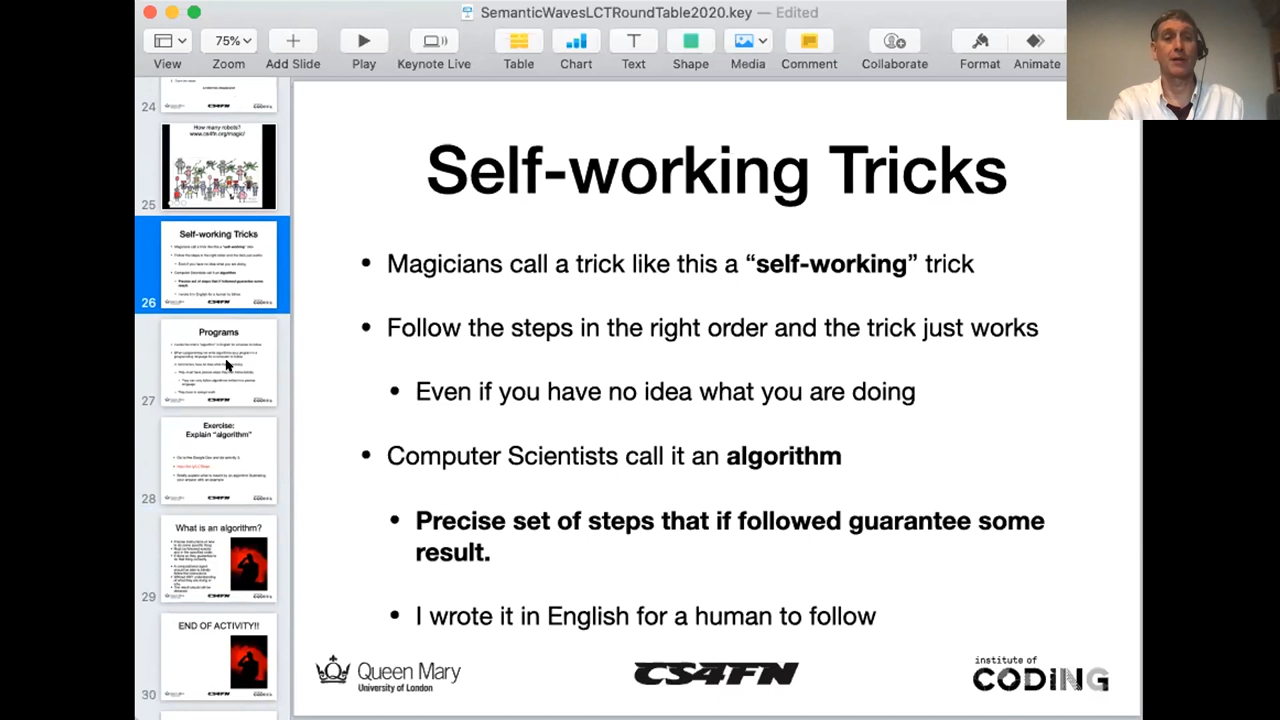 SemanticWavesLCTRoundTable2020.key — Edited
75%
View
Zoom
Add Slide
Play
Keynote Live
Table
Chart
Text
Shape
Media
Comment
Collaborate
Format
Animate
24
How many robots?
www.cs4fn.org/magic/
25
Self-working Tricks
26
Programs
27
Exercise:
Explain "algorithm"
28
What is an algorithm?
29
END OF ACTIVITY!!
30
Self-working Tricks
• Magicians call a trick like this a “self-working” trick
• Follow the steps in the right order and the trick just works
• Even if you have no idea what you are doing
• Computer Scientists call it an algorithm
• Precise set of steps that if followed guarantee some
result.
• I wrote it in English for a human to follow
Queen Mary
University of London
CS4FN
institute of
CODING